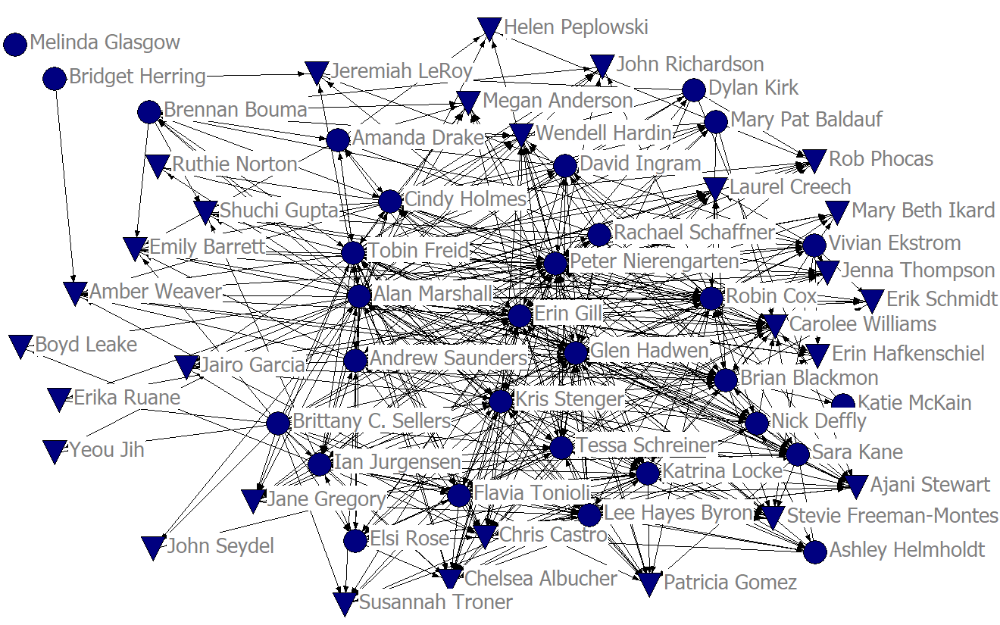 Helen Peplowski
Melinda Glasgow
John Richardson
Jeremiah LeRoy
Bridget Herring
Dylan Kirk
Megan Anderson
Brennan Bouma
Mary Pat Baldauf
Wendell Hardin
Amanda Drake
Rob Phocas
David Ingram
Ruthie Norton
Laurel Creech
Cindy Holmes
Shuchi Gupta
Mary Beth Ikard
Rachael Schaffner
Vivian Ekstrom
Emily Barrett
Tobin Freid
Peter Nierengarten
Jenna Thompson
Amber Weaver
Alan Marshall
Robin Cox
Erik Schmidt
Erin Gill
Carolee Williams
Boyd Leake
Glen Hadwen
Erin Hafkenschiel
Andrew Saunders
Jairo Garcia
Brian Blackmon
Erika Ruane
Kris Stenger
Katie McKain
Brittany C. Sellers
Nick Deffly
Tessa Schreiner
Yeou Jih
Sara Kane
Ian Jurgensen
Katrina Locke
Ajani Stewart
Flavia Tonioli
Jane Gregory
Lee Hayes Byron
Stevie Freeman-Montes
Chris Castro
Elsi Rose
John Seydel
Ashley Helmholdt
Chelsea Albucher
Patricia Gomez
Susannah Troner